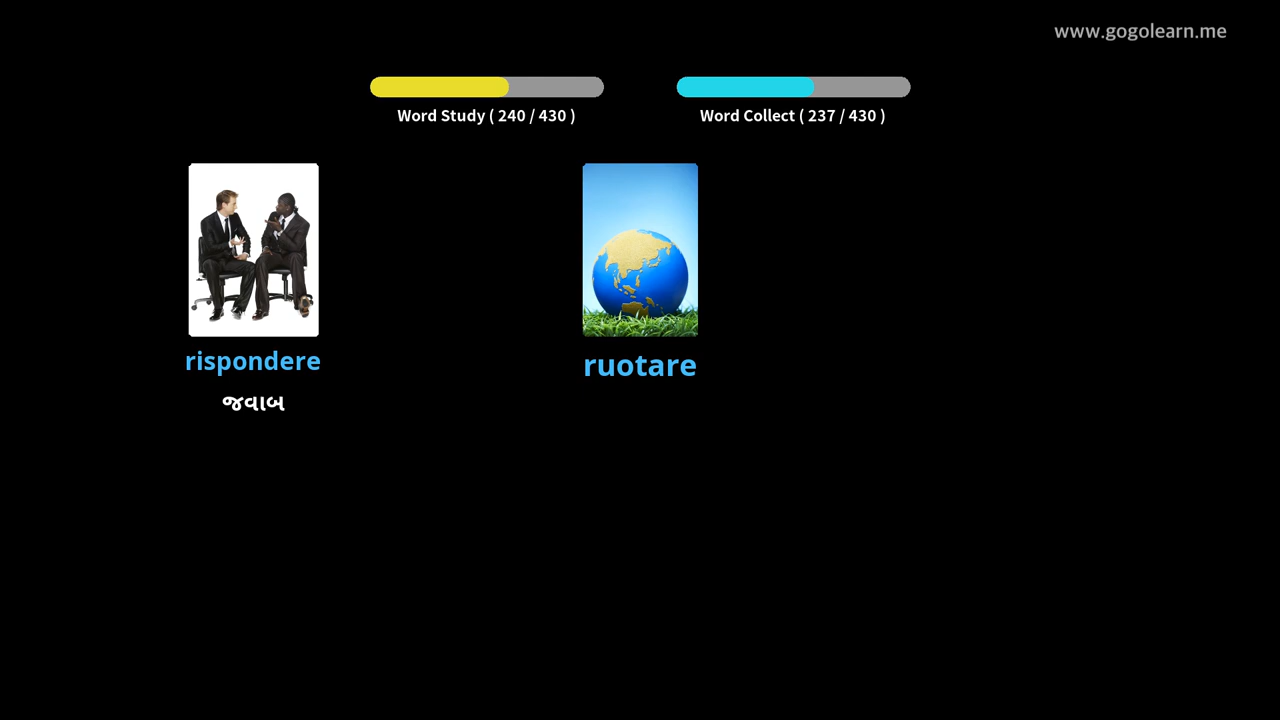 www.gogolearn.me
Word Study ( 240 / 430 )
Word Collect ( 237 / 430 )
rispondere
ruotare
જવાબ